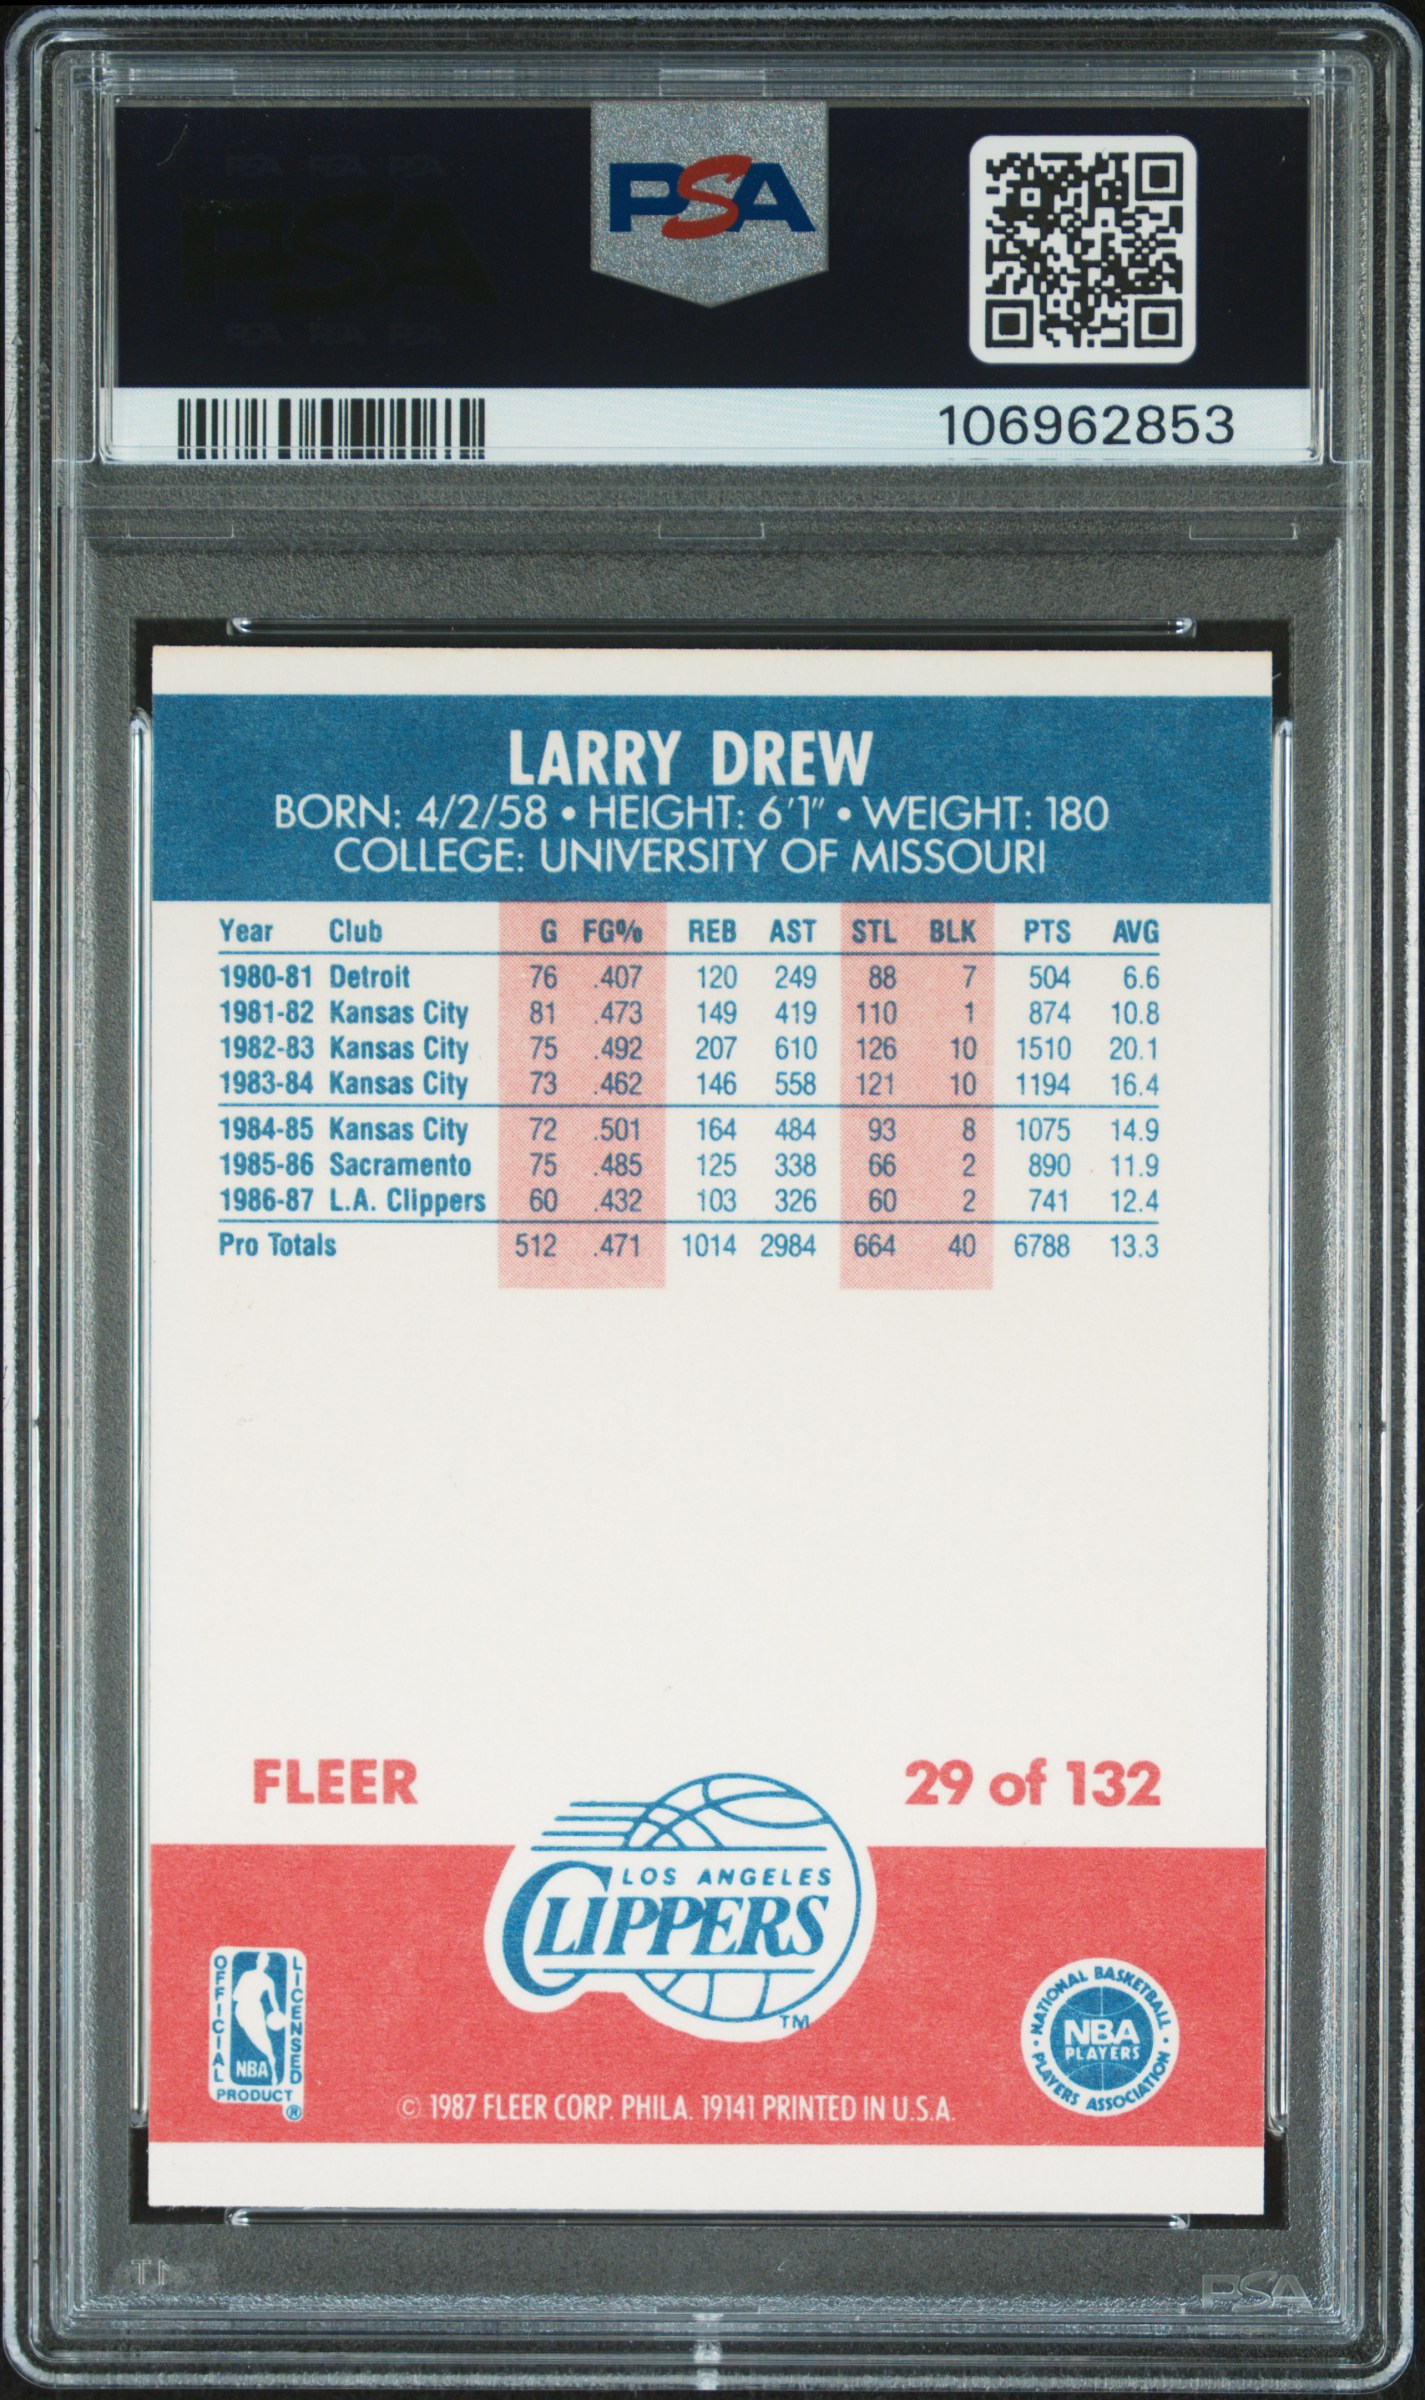 PSA
106962853
LARRY DREW
BORN: 4/2/58 • HEIGHT: 6'1" • WEIGHT: 180
COLLEGE: UNIVERSITY OF MISSOURI
Year Club G FG% REB AST STL BLK PTS AVG
1980-81 Detroit 76 .407 120 249 88 7 504 6.6
1981-82 Kansas City 81 .473 149 419 110 1 874 10.8
1982-83 Kansas City 75 .492 207 610 126 10 1510 20.1
1983-84 Kansas City 73 .462 146 558 121 10 1194 16.4
1984-85 Kansas City 72 .501 164 484 93 8 1075 14.9
1985-86 Sacramento 75 .485 125 338 66 2 890 11.9
1986-87 L.A. Clippers 60 .432 103 326 60 2 741 12.4
Pro Totals 512 .471 1014 2984 664 40 6788 13.3
FLEER
29 of 132
LOS ANGELES
CLIPPERS
TM
OFFICIAL
LICENSED
NBA
PRODUCT
®
NATIONAL BASKETBALL
NBA
PLAYERS
• PLAYERS ASSOCIATION •
© 1987 FLEER CORP. PHILA. 19141 PRINTED IN U.S.A.
PSA